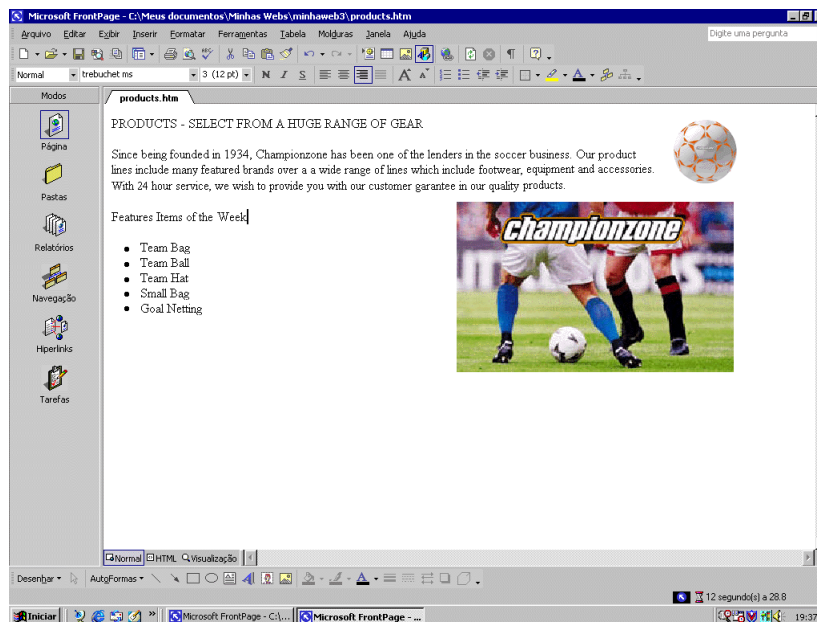 Microsoft FrontPage - C:\Meus documentos\Minhas Webs\minhaweb3\products.htm
Arquivo Editar Exibir Inserir Formatar Ferramentas Tabela Molduras Janela Ajuda Digite uma pergunta
Normal trebuchet ms 3 (12 pt) N I S
Modos products.htm
Página
Pastas
Relatórios
Navegação
Hiperlinks
Tarefas
PRODUCTS - SELECT FROM A HUGE RANGE OF GEAR
Since being founded in 1934, Championzone has been one of the lenders in the soccer business. Our product
lines include many featured brands over a a wide range of lines which include footwear, equipment and accessories.
With 24 hour service, we wish to provide you with our customer garantee in our quality products.
Features Items of the Week
Team Bag
Team Ball
Team Hat
Small Bag
Goal Netting
championzone
Normal HTML Visualização
Desenhar AutoFormas
12 segundo(s) a 28.8
Iniciar » Microsoft FrontPage - C:\... Microsoft FrontPage - ... 19:37